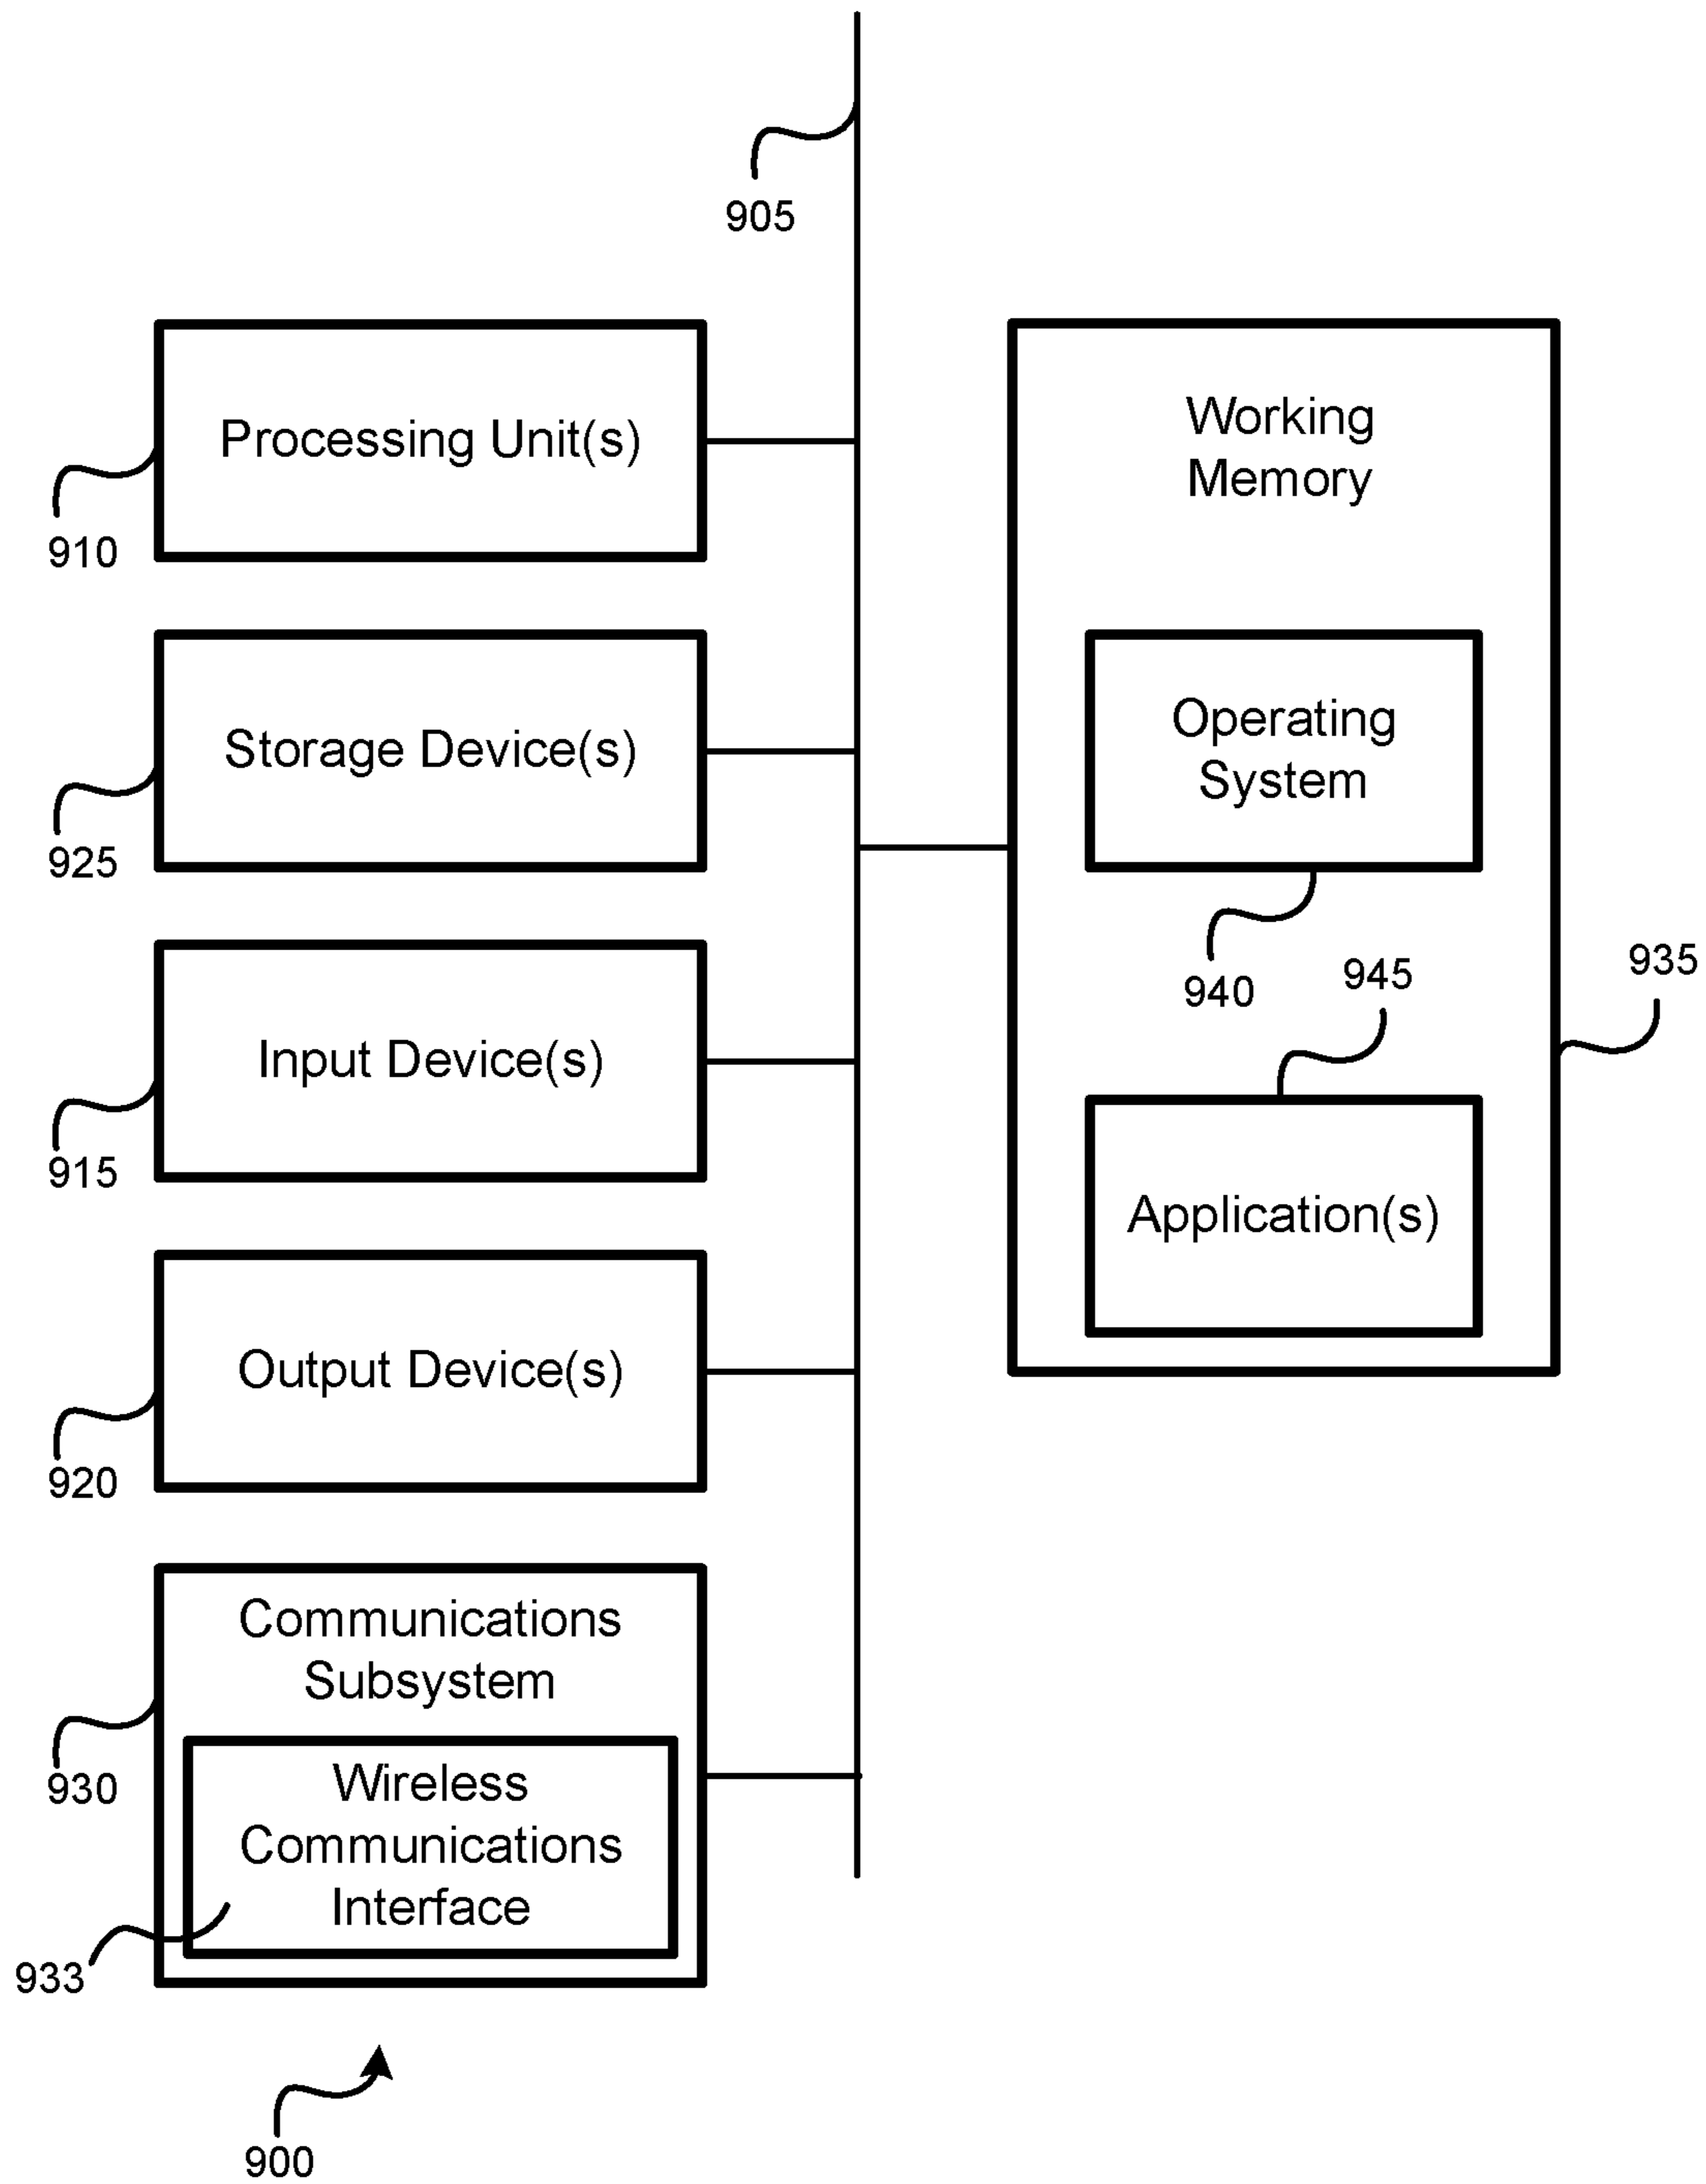 905
Processing Unit(s)
910
Storage Device(s)
925
Input Device(s)
915
Output Device(s)
920
Communications
Subsystem
930
Wireless
Communications
Interface
933
Working
Memory
Operating
System
940
945
935
Application(s)
900